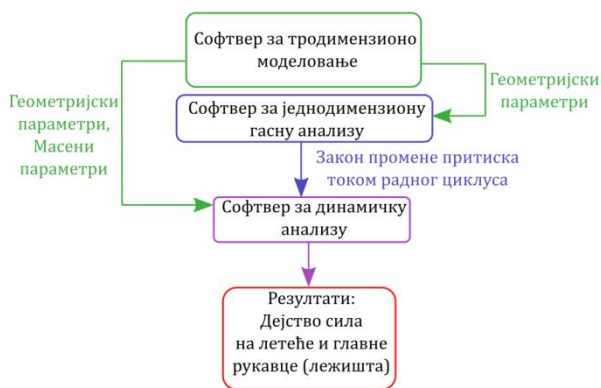 Софтвер за тродимензионо
моделовање
Геометријски
параметри,
Масени
параметри
Геометријски
параметри
Софтвер за једнодимензиону
гасну анализу
Закон промене притиска
током радног циклуса
Софтвер за динамичку
анализу
Резултати:
Дејство сила
на летеће и главне
рукавце (лежишта)